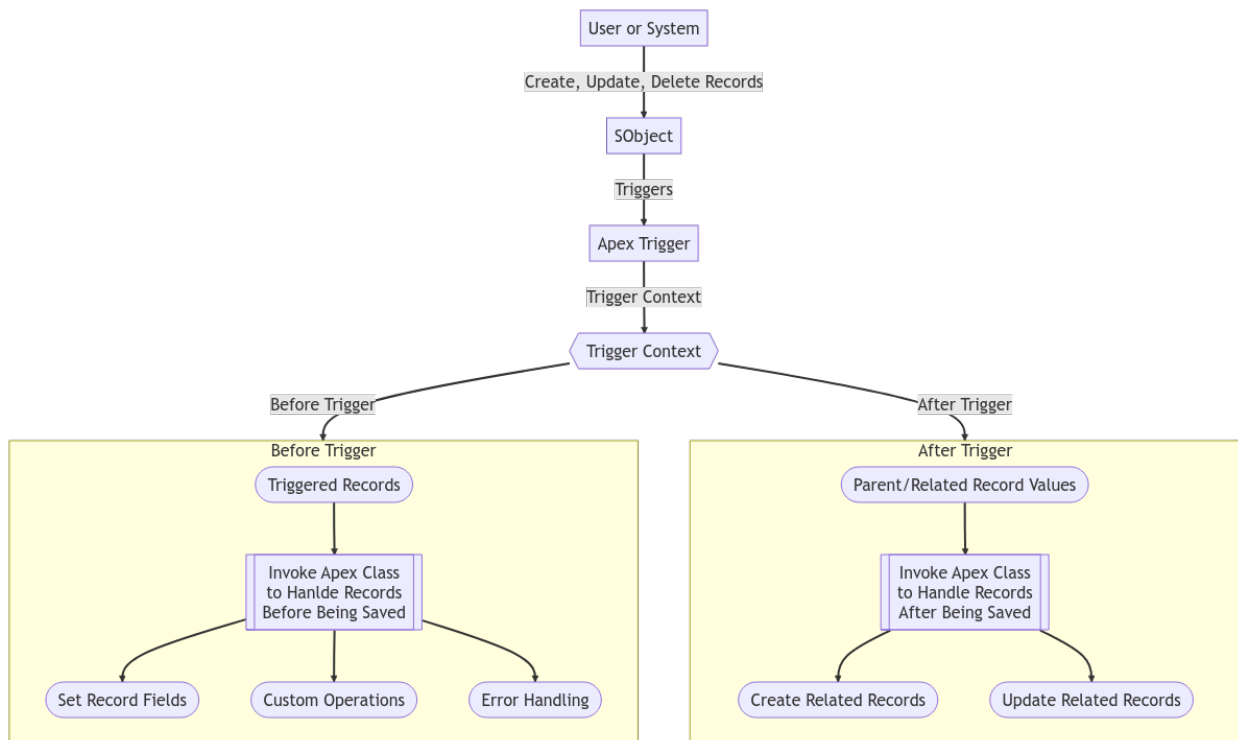 User or System
Create, Update, Delete Records
SObject
Triggers
Apex Trigger
Trigger Context
Trigger Context
Before Trigger
After Trigger
Before Trigger
Triggered Records
Invoke Apex Class
to Hanlde Records
Before Being Saved
Set Record Fields
Custom Operations
Error Handling
After Trigger
Parent/Related Record Values
Invoke Apex Class
to Handle Records
After Being Saved
Create Related Records
Update Related Records